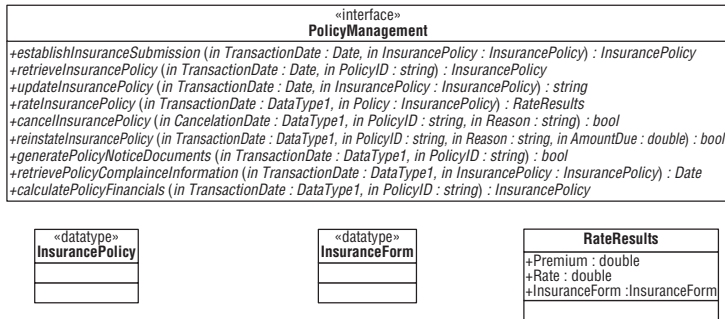 «interface»
PolicyManagement
+establishInsuranceSubmission (in TransactionDate : Date, in InsurancePolicy : InsurancePolicy) : InsurancePolicy
+retrieveInsurancePolicy (in TransactionDate : Date, in PolicyID : string) : InsurancePolicy
+updateInsurancePolicy (in TransactionDate : Date, in InsurancePolicy : InsurancePolicy) : string
+rateInsurancePolicy (in TransactionDate : DataType1, in Policy : InsurancePolicy) : RateResults
+cancelInsurancePolicy (in CancelationDate : DataType1, in PolicyID : string, in Reason : string) : bool
+reinstateInsurancePolicy (in TransactionDate : DataType1, in PolicyID : string, in Reason : string, in AmountDue : double) : bool
+generatePolicyNoticeDocuments (in TransactionDate : DataType1, in PolicyID : string) : bool
+retrievePolicyComplainceInformation (in TransactionDate : DataType1, in InsurancePolicy : InsurancePolicy) : Date
+calculatePolicyFinancials (in TransactionDate : DataType1, in PolicyID : string) : InsurancePolicy
«datatype»
InsurancePolicy
«datatype»
InsuranceForm
RateResults
+Premium : double
+Rate : double
+InsuranceForm :InsuranceForm